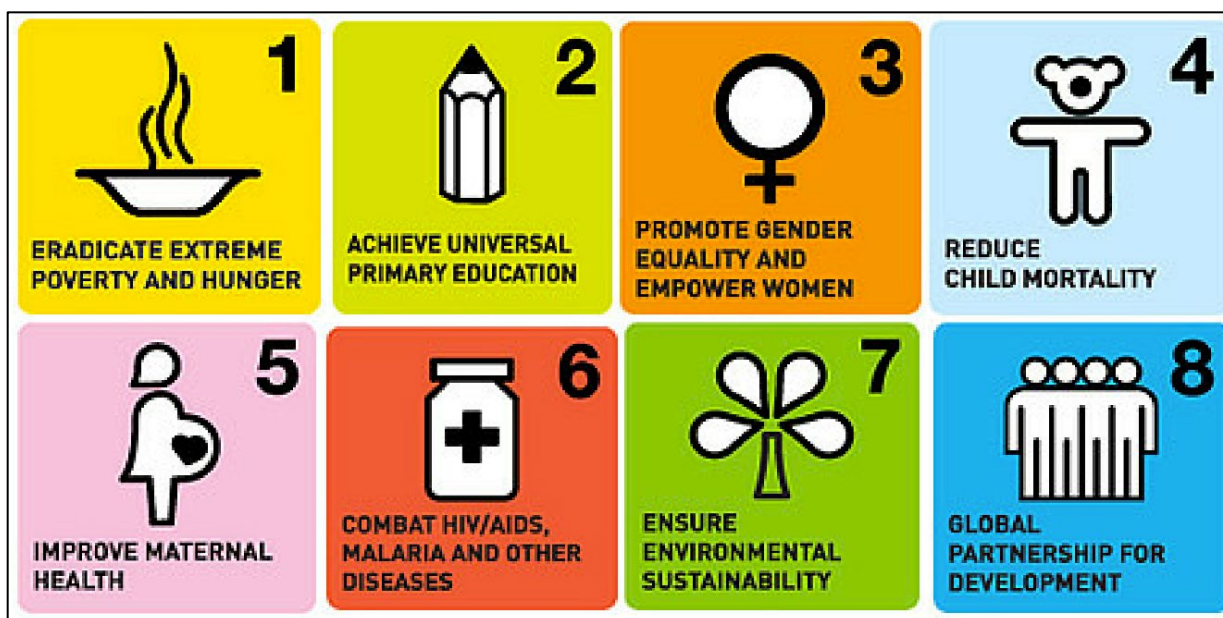 1
ERADICATE EXTREME
POVERTY AND HUNGER
2
ACHIEVE UNIVERSAL
PRIMARY EDUCATION
3
PROMOTE GENDER
EQUALITY AND
EMPOWER WOMEN
4
REDUCE
CHILD MORTALITY
5
IMPROVE MATERNAL
HEALTH
6
COMBAT HIV/AIDS,
MALARIA AND OTHER
DISEASES
7
ENSURE
ENVIRONMENTAL
SUSTAINABILITY
8
GLOBAL
PARTNERSHIP FOR
DEVELOPMENT